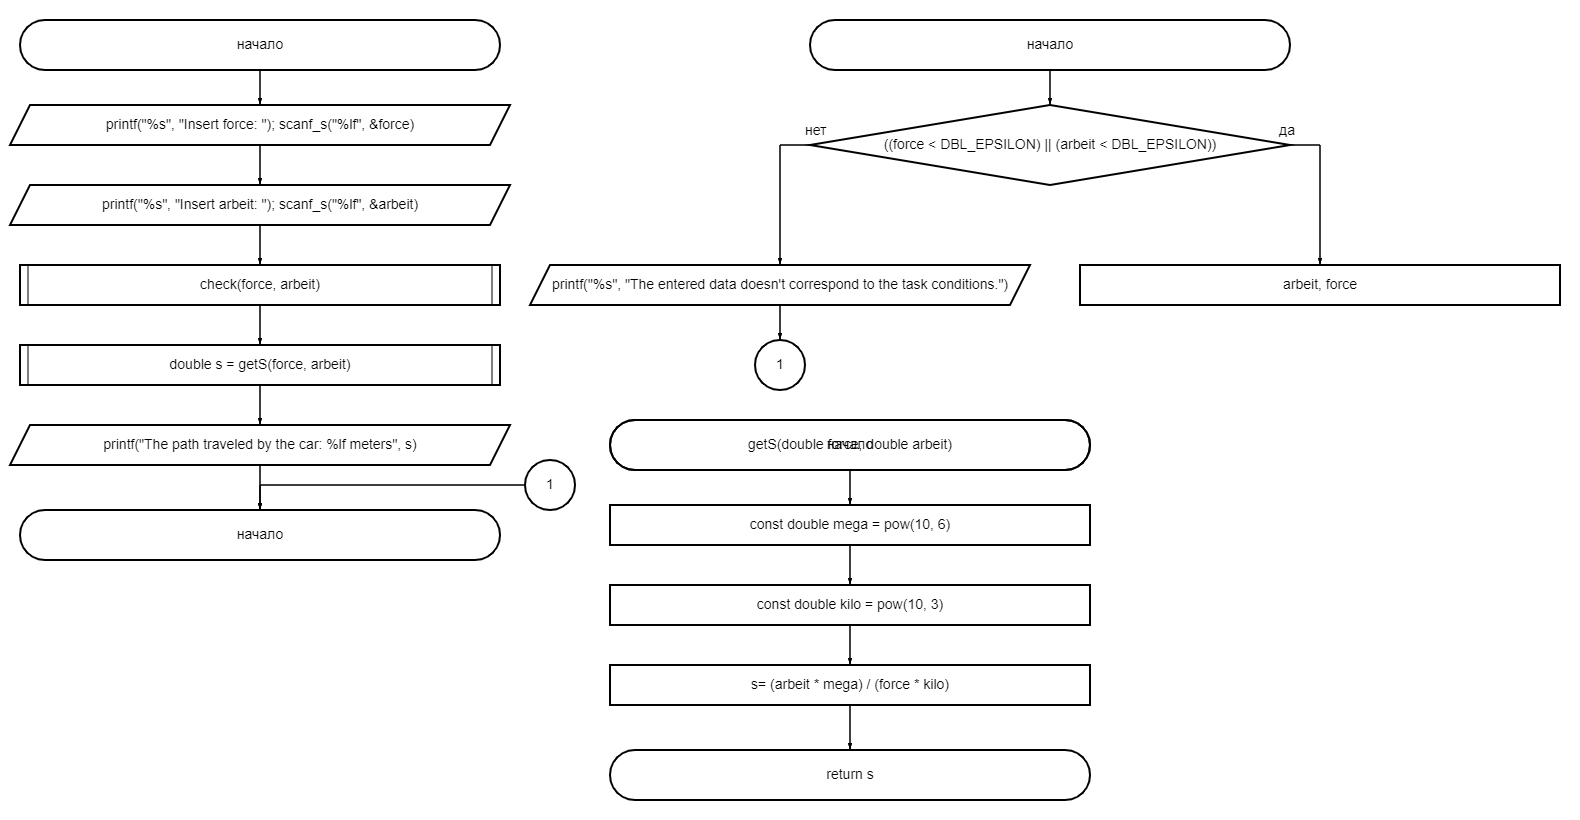 начало
printf("%s", "Insert force: "); scanf_s("%lf", &force)
printf("%s", "Insert arbeit: "); scanf_s("%lf", &arbeit)
check(force, arbeit)
double s = getS(force, arbeit)
printf("The path traveled by the car: %lf meters", s)
1
начало
начало
((force < DBL_EPSILON) || (arbeit < DBL_EPSILON))
нет
да
printf("%s", "The entered data doesn't correspond to the task conditions.")
arbeit, force
1
getS(double force, double arbeit)
начало
const double mega = pow(10, 6)
const double kilo = pow(10, 3)
s= (arbeit * mega) / (force * kilo)
return s